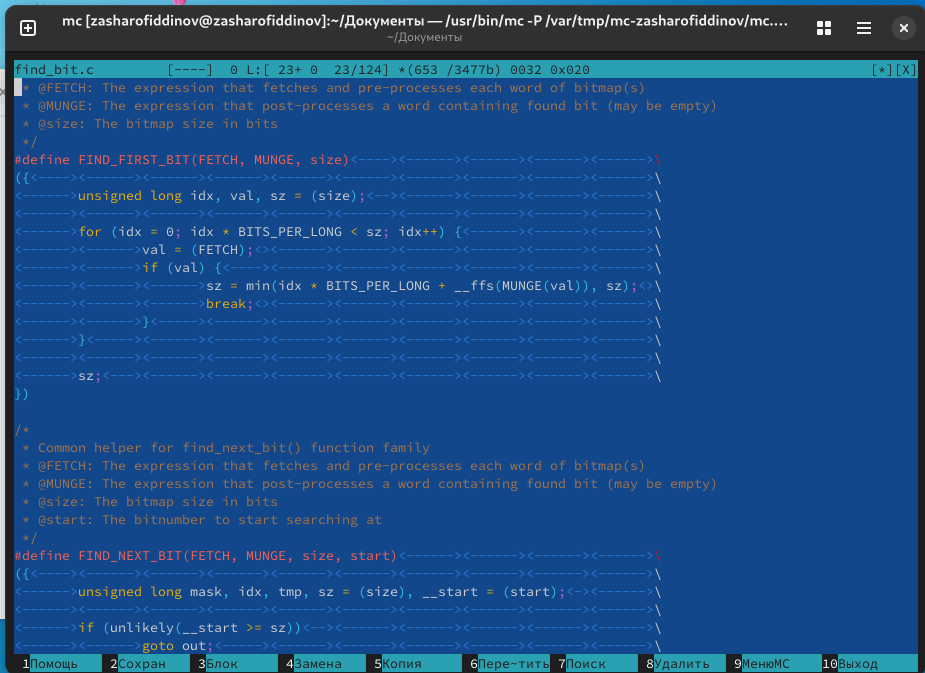 mc [zasharofiddinov@zasharofiddinov]:~/Документы — /usr/bin/mc -P /var/tmp/mc-zasharofiddinov/mc....
~/Документы
find_bit.c [----] 0 L:[ 23+ 0 23/124] *(653 /3477b) 0032 0x020 [*][X]
* @FETCH: The expression that fetches and pre-processes each word of bitmap(s)
* @MUNGE: The expression that post-processes a word containing found bit (may be empty)
* @size: The bitmap size in bits
*/
#define FIND_FIRST_BIT(FETCH, MUNGE, size)<----><------><------><------><------>\
({<----><------><------><------><------><------><------><------><------><------>\
<------>unsigned long idx, val, sz = (size);<--><------><------><------><------>\
<------><------><------><------><------><------><------><------><------><------>\
<------>for (idx = 0; idx * BITS_PER_LONG < sz; idx++) {<------><------><------>\
<------><------>val = (FETCH);<><------><------><------><------><------><------>\
<------><------>if (val) {<----><------><------><------><------><------><------>\
<------><------><------>sz = min(idx * BITS_PER_LONG + __ffs(MUNGE(val)), sz);<>\
<------><------><------>break;<><------><------><------><------><------><------>\
<------><------>}<-----><------><------><------><------><------><------><------>\
<------>}<-----><------><------><------><------><------><------><------><------>\
<------><------><------><------><------><------><------><------><------><------>\
<------>sz;<---><------><------><------><------><------><------><------><------>\
})
/*
* Common helper for find_next_bit() function family
* @FETCH: The expression that fetches and pre-processes each word of bitmap(s)
* @MUNGE: The expression that post-processes a word containing found bit (may be empty)
* @size: The bitmap size in bits
* @start: The bitnumber to start searching at
*/
#define FIND_NEXT_BIT(FETCH, MUNGE, size, start)<------><------><------><------>\
({<----><------><------><------><------><------><------><------><------><------>\
<------>unsigned long mask, idx, tmp, sz = (size), __start = (start);<-><------>\
<------><------><------><------><------><------><------><------><------><------>\
<------>if (unlikely(__start >= sz))<--><------><------><------><------><------>\
<------><------>goto out;<-----><------><------><------><------><------><------>\
1Помощь 2Сохран 3Блок 4Замена 5Копия 6Пере~тить 7Поиск 8Удалить 9МенюMC 10Выход